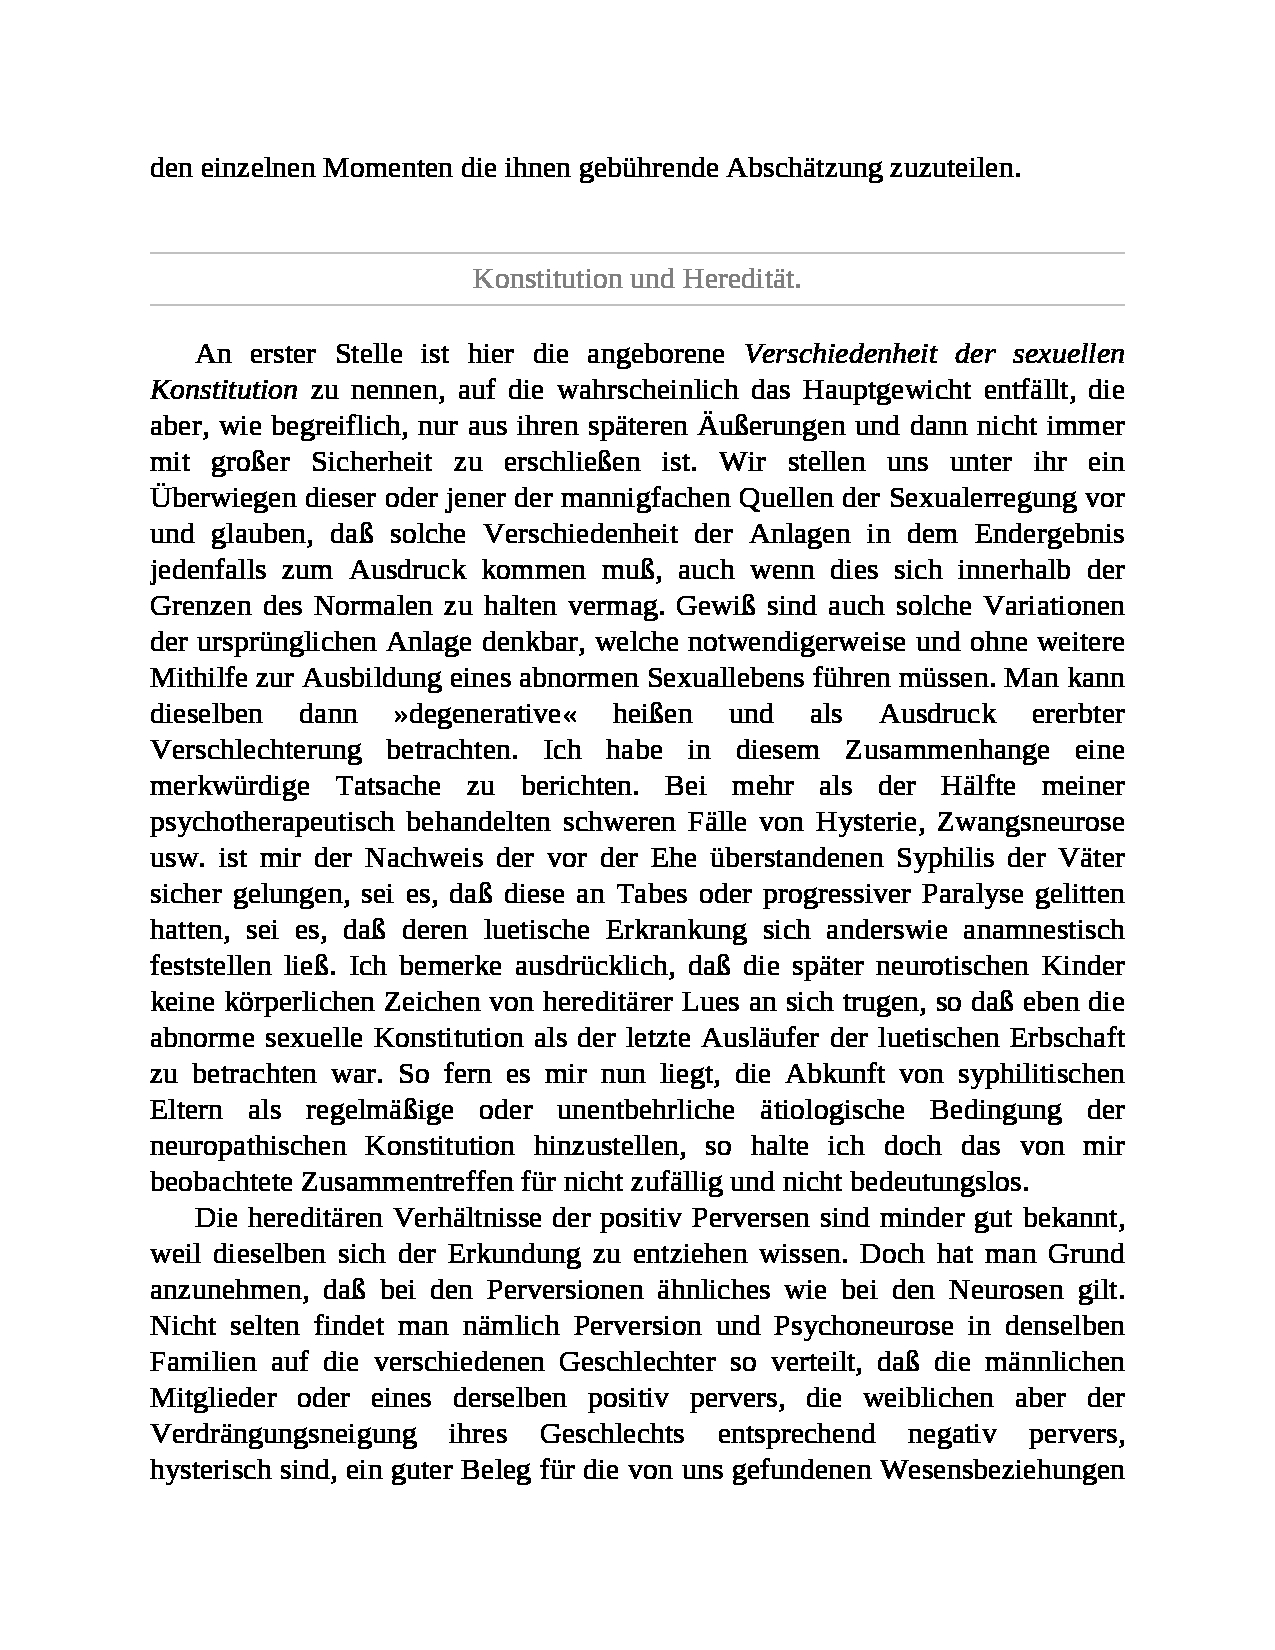 den einzelnen Momenten die ihnen gebührende Abschätzung zuzuteilen.
Konstitution und Heredität.
An erster Stelle ist hier die angeborene Verschiedenheit der sexuellen
Konstitution zu nennen, auf die wahrscheinlich das Hauptgewicht entfällt, die
aber, wie begreiflich, nur aus ihren späteren Äußerungen und dann nicht immer
mit großer Sicherheit zu erschließen ist. Wir stellen uns unter ihr ein
Überwiegen dieser oder jener der mannigfachen Quellen der Sexualerregung vor
und glauben, daß solche Verschiedenheit der Anlagen in dem Endergebnis
jedenfalls zum Ausdruck kommen muß, auch wenn dies sich innerhalb der
Grenzen des Normalen zu halten vermag. Gewiß sind auch solche Variationen
der ursprünglichen Anlage denkbar, welche notwendigerweise und ohne weitere
Mithilfe zur Ausbildung eines abnormen Sexuallebens führen müssen. Man kann
dieselben dann »degenerative« heißen und als Ausdruck ererbter
Verschlechterung betrachten. Ich habe in diesem Zusammenhange eine
merkwürdige Tatsache zu berichten. Bei mehr als der Hälfte meiner
psychotherapeutisch behandelten schweren Fälle von Hysterie, Zwangsneurose
usw. ist mir der Nachweis der vor der Ehe überstandenen Syphilis der Väter
sicher gelungen, sei es, daß diese an Tabes oder progressiver Paralyse gelitten
hatten, sei es, daß deren luetische Erkrankung sich anderswie anamnestisch
feststellen ließ. Ich bemerke ausdrücklich, daß die später neurotischen Kinder
keine körperlichen Zeichen von hereditärer Lues an sich trugen, so daß eben die
abnorme sexuelle Konstitution als der letzte Ausläufer der luetischen Erbschaft
zu betrachten war. So fern es mir nun liegt, die Abkunft von syphilitischen
Eltern als regelmäßige oder unentbehrliche ätiologische Bedingung der
neuropathischen Konstitution hinzustellen, so halte ich doch das von mir
beobachtete Zusammentreffen für nicht zufällig und nicht bedeutungslos.
Die hereditären Verhältnisse der positiv Perversen sind minder gut bekannt,
weil dieselben sich der Erkundung zu entziehen wissen. Doch hat man Grund
anzunehmen, daß bei den Perversionen ähnliches wie bei den Neurosen gilt.
Nicht selten findet man nämlich Perversion und Psychoneurose in denselben
Familien auf die verschiedenen Geschlechter so verteilt, daß die männlichen
Mitglieder oder eines derselben positiv pervers, die weiblichen aber der
Verdrängungsneigung ihres Geschlechts entsprechend negativ pervers,
hysterisch sind, ein guter Beleg für die von uns gefundenen Wesensbeziehungen